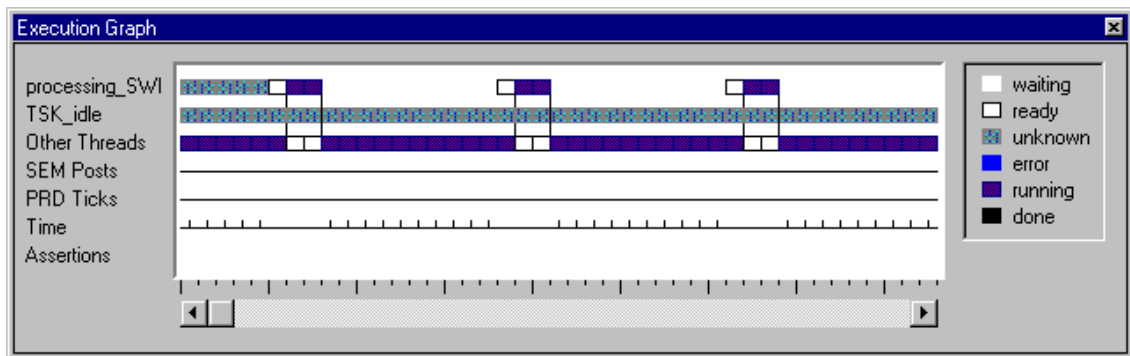 Execution Graph
processing_SWI
TSK_idle
Other Threads
SEM Posts
PRD Ticks
Time
Assertions
waiting
ready
unknown
error
running
done